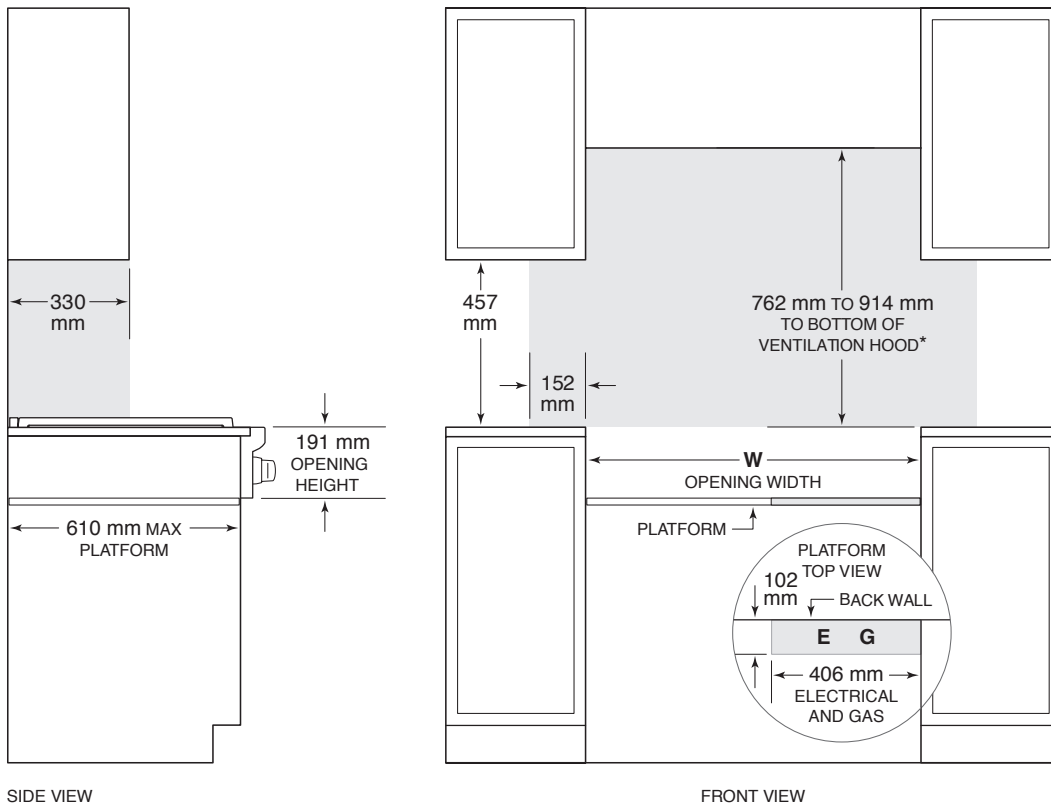 330
mm
191 mm
OPENING
HEIGHT
610 mm MAX
PLATFORM
SIDE VIEW
457
mm
762 mm TO 914 mm
TO BOTTOM OF
VENTILATION HOOD*
152
mm
W
OPENING WIDTH
PLATFORM
PLATFORM
TOP VIEW
102
mm
BACK WALL
E G
406 mm
ELECTRICAL
AND GAS
FRONT VIEW